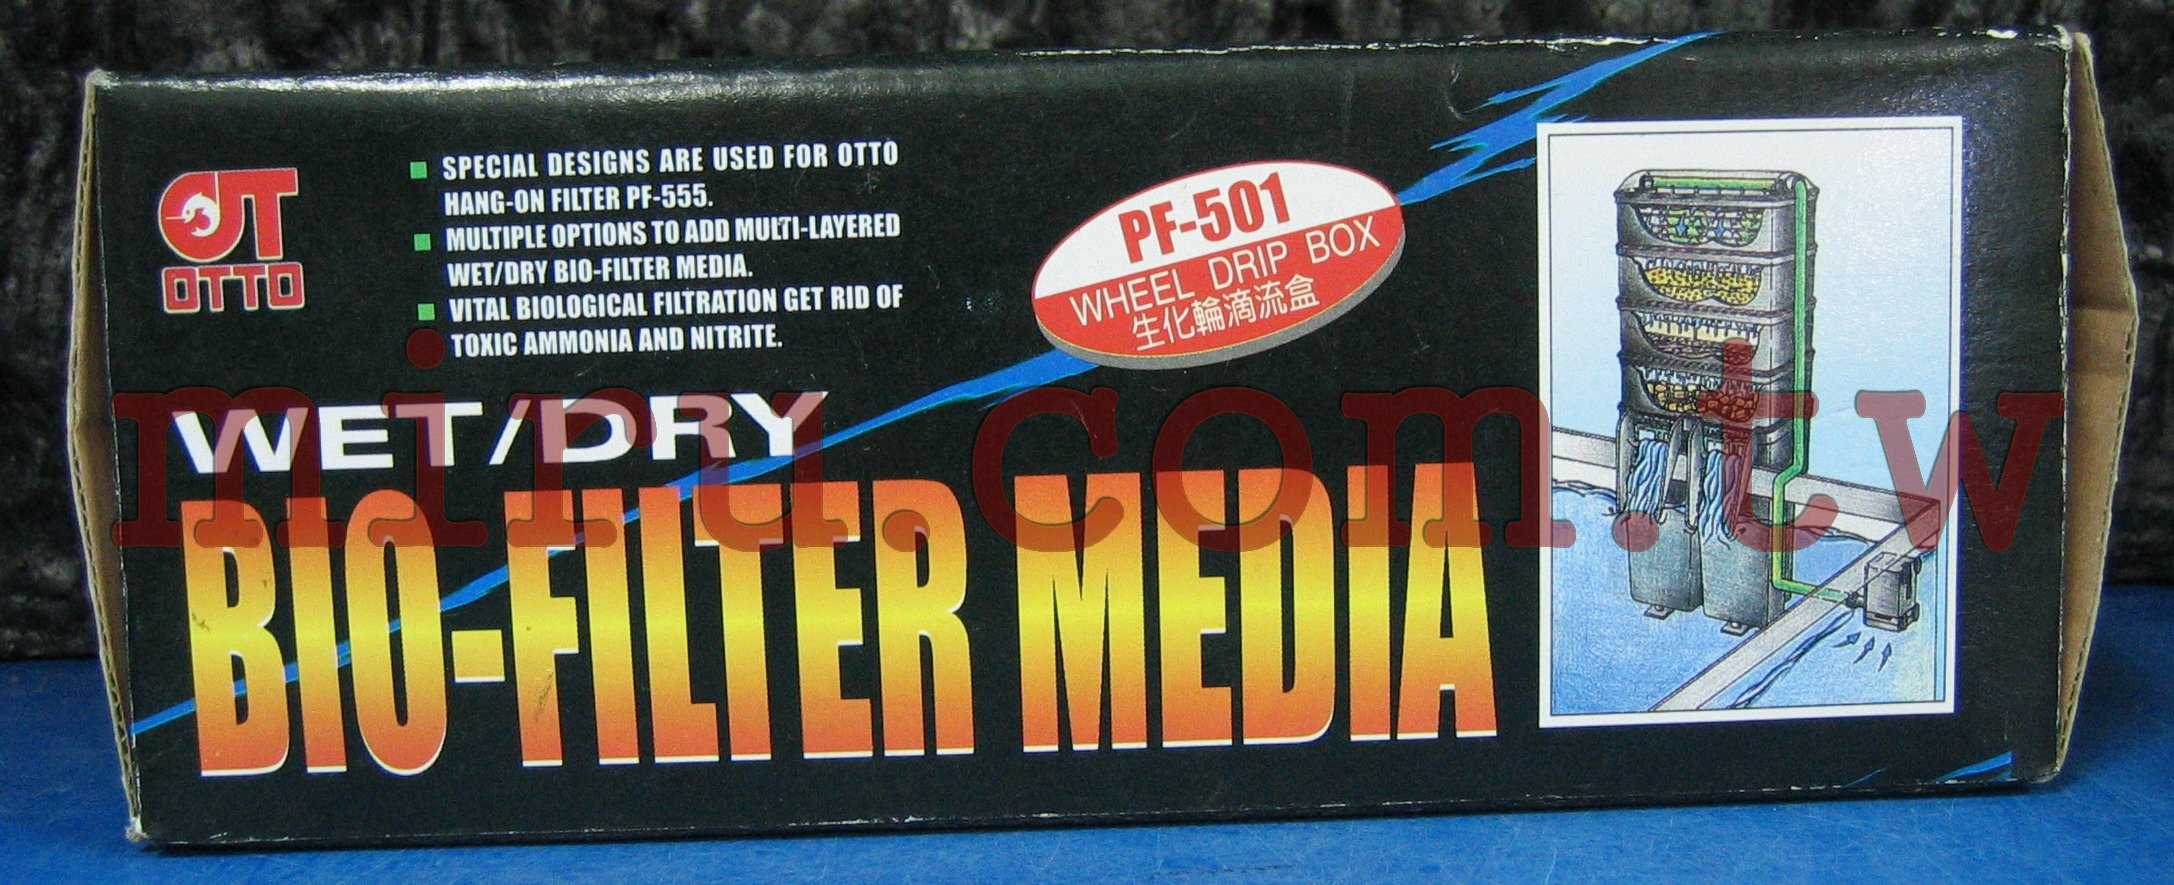 OTTO
SPECIAL DESIGNS ARE USED FOR OTTO
HANG-ON FILTER PF-555.
MULTIPLE OPTIONS TO ADD MULTI-LAYERED
WET/DRY BIO-FILTER MEDIA.
VITAL BIOLOGICAL FILTRATION GET RID OF
TOXIC AMMONIA AND NITRITE.
PF-501
WHEEL DRIP BOX
生化輪滴流盒
WET/DRY
BIO-FILTER MEDIA
miru.com.tw